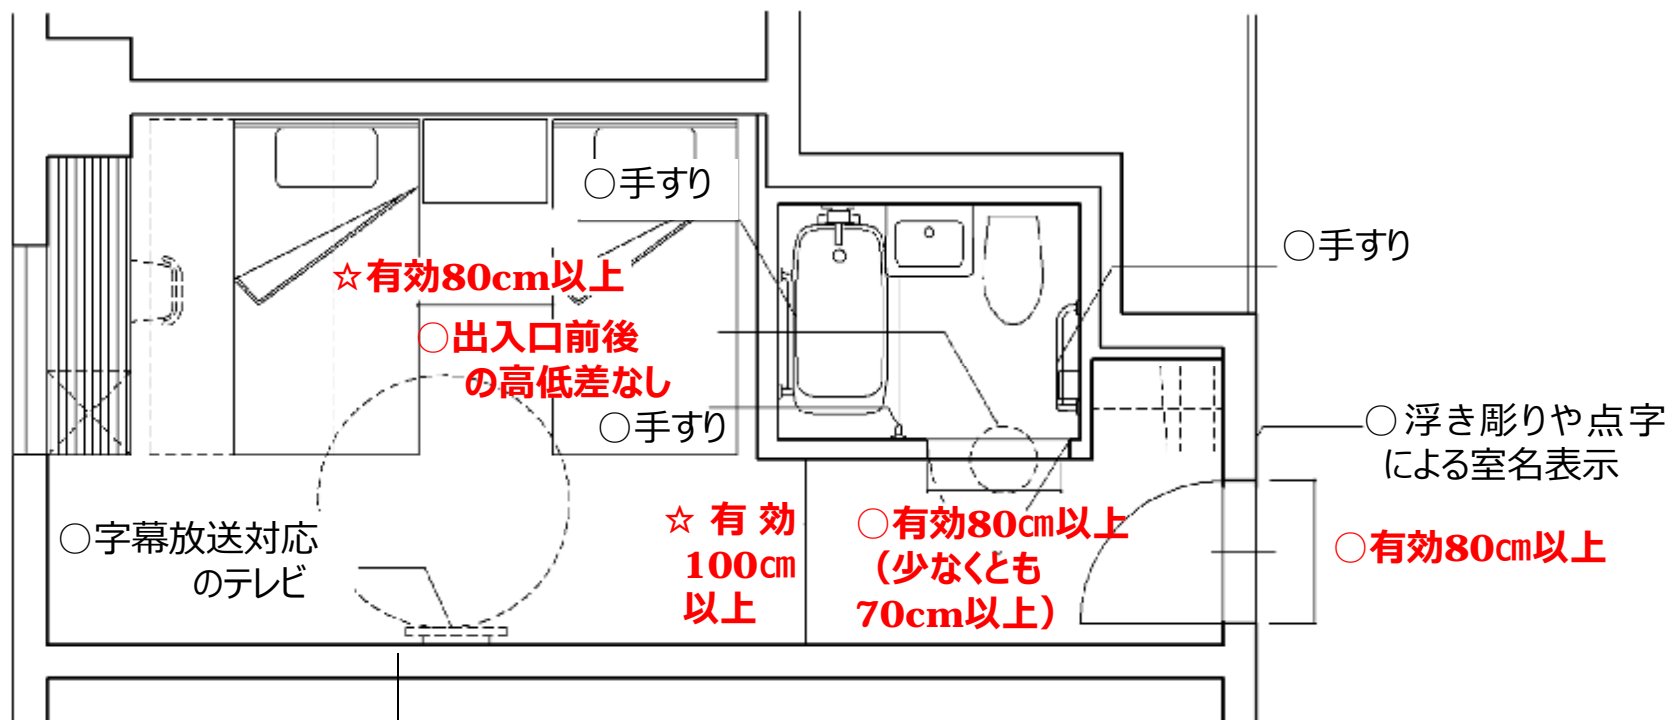 ○手すり
○手すり
☆有効80cm以上
○出入口前後
の高低差なし
○手すり
○浮き彫りや点字
による室名表示
○字幕放送対応
のテレビ
☆有効
100㎝
以上
○有効80㎝以上
（少なくとも
70cm以上）
○有効80㎝以上